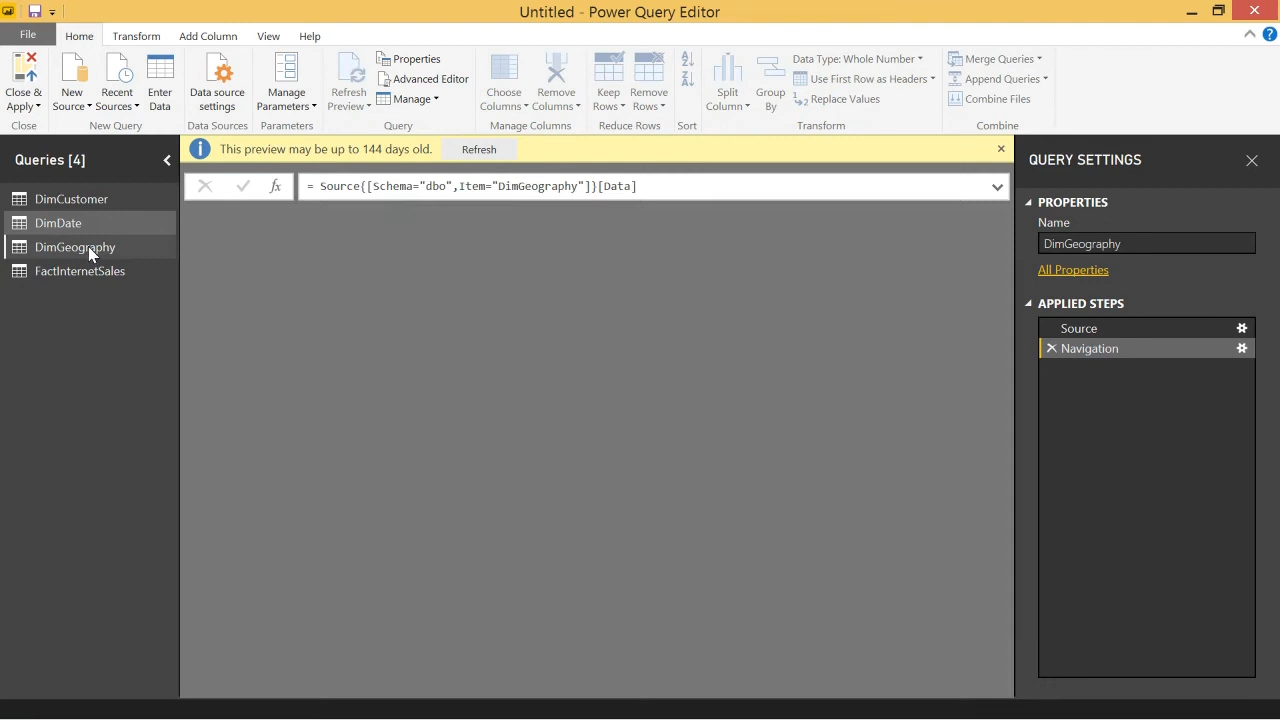 Untitled - Power Query Editor
File Home Transform Add Column View Help
Close & Apply
New Source
Recent Sources
Enter Data
Data source settings
Manage Parameters
Refresh Preview
Properties
Advanced Editor
Manage
Choose Columns
Remove Columns
Keep Rows
Remove Rows
Split Column
Group By
Data Type: Whole Number
Use First Row as Headers
1→2 Replace Values
Merge Queries
Append Queries
Combine Files
Close New Query Data Sources Parameters Query Manage Columns Reduce Rows Sort Transform Combine
Queries [4]
DimCustomer
DimDate
DimGeography
FactInternetSales
This preview may be up to 144 days old. Refresh
fx = Source{[Schema="dbo",Item="DimGeography"]}[Data]
QUERY SETTINGS
PROPERTIES
Name
DimGeography
All Properties
APPLIED STEPS
Source
Navigation